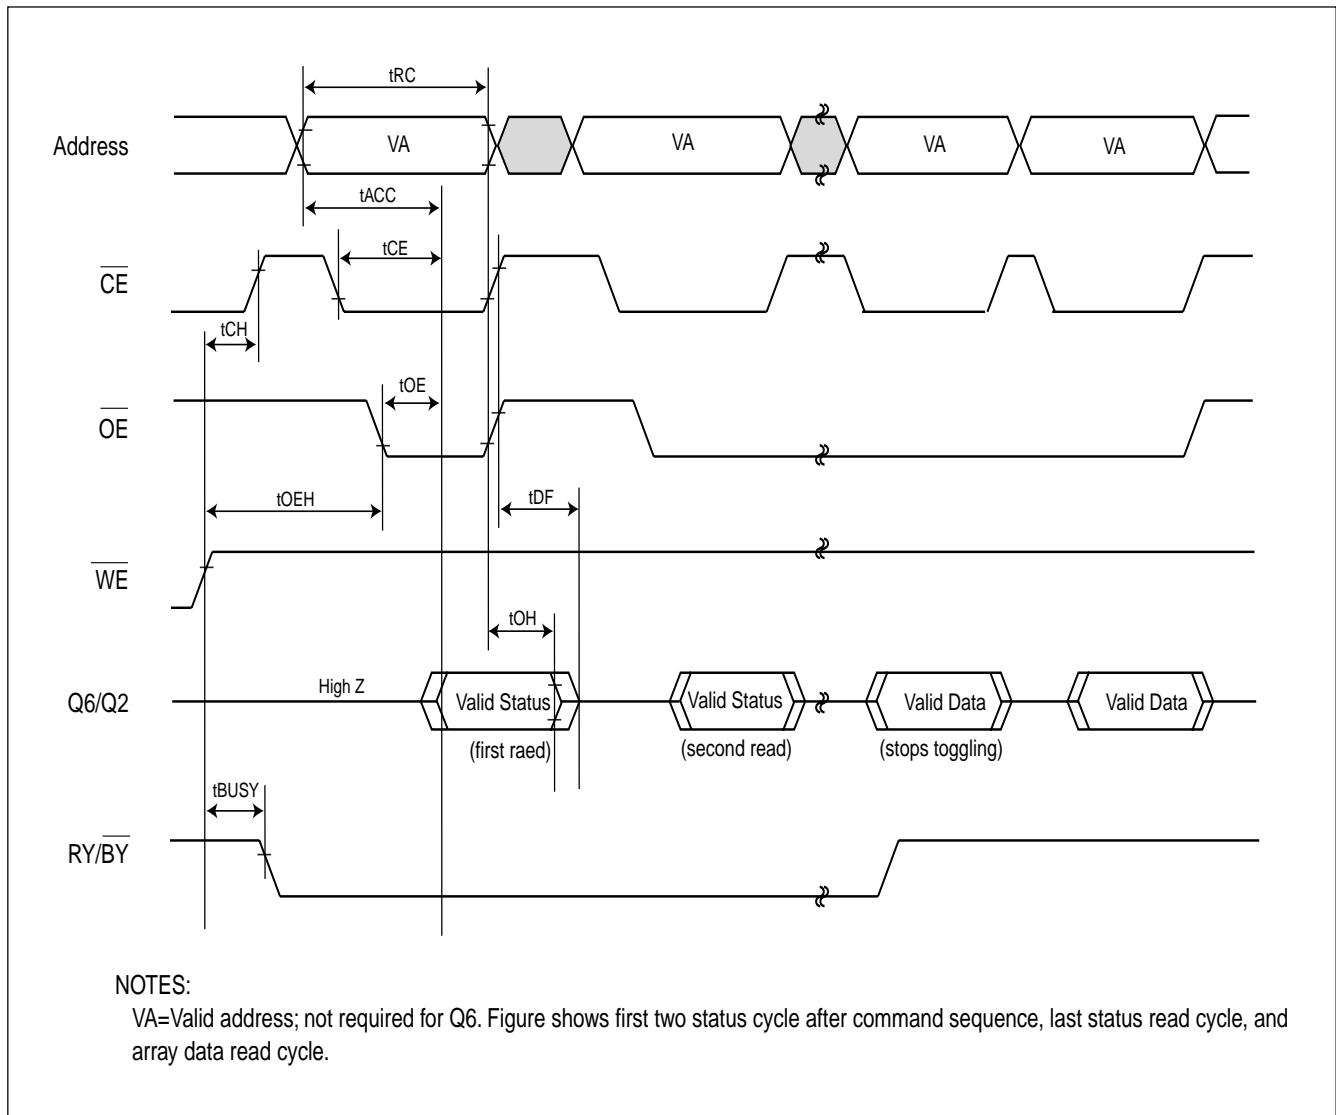 tRC
Address VA VA VA VA
tACC
tCE
CE
tCH
tOE
OE
tOEH tDF
WE
tOH
High Z
Q6/Q2 Valid Status Valid Status Valid Data Valid Data
(first raed) (second read) (stops toggling)
tBUSY
RY/BY
NOTES:
VA=Valid address; not required for Q6. Figure shows first two status cycle after command sequence, last status read cycle, and
array data read cycle.